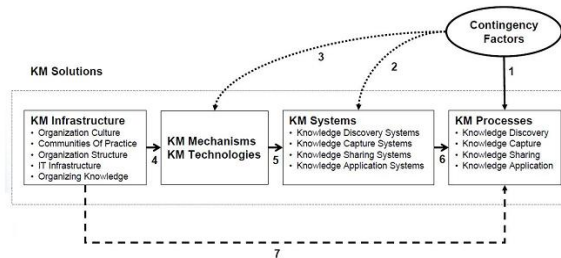 Contingency
Factors
3
2
1
KM Solutions
KM Infrastructure
• Organization Culture
• Communities Of Practice
• Organization Structure
• IT Infrastructure
• Organizing Knowledge
4
KM Mechanisms
KM Technologies
5
KM Systems
• Knowledge Discovery Systems
• Knowledge Capture Systems
• Knowledge Sharing Systems
• Knowledge Application Systems
6
KM Processes
• Knowledge Discovery
• Knowledge Capture
• Knowledge Sharing
• Knowledge Application
7